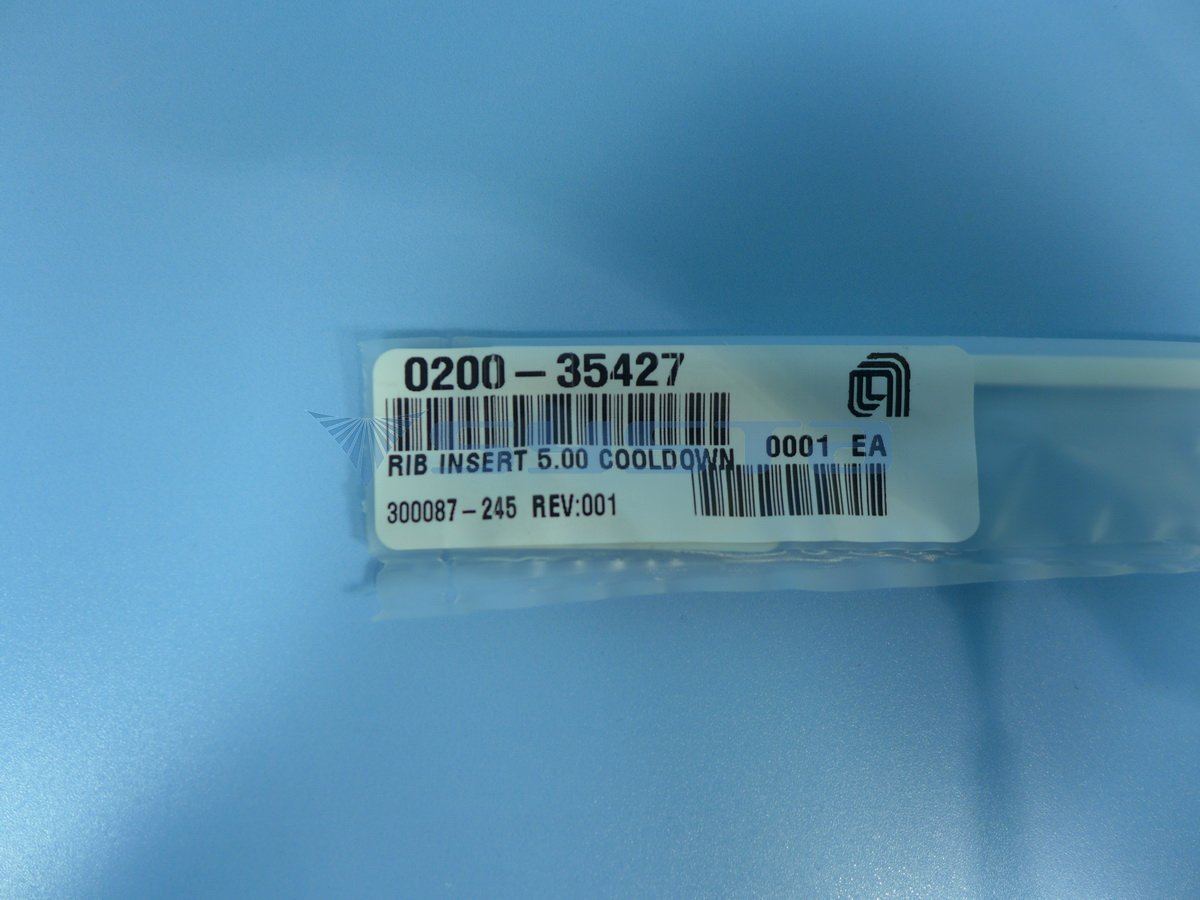 0200-35427
RIB INSERT 5.00 COOLDOWN
0001 EA
300087-245 REV:001